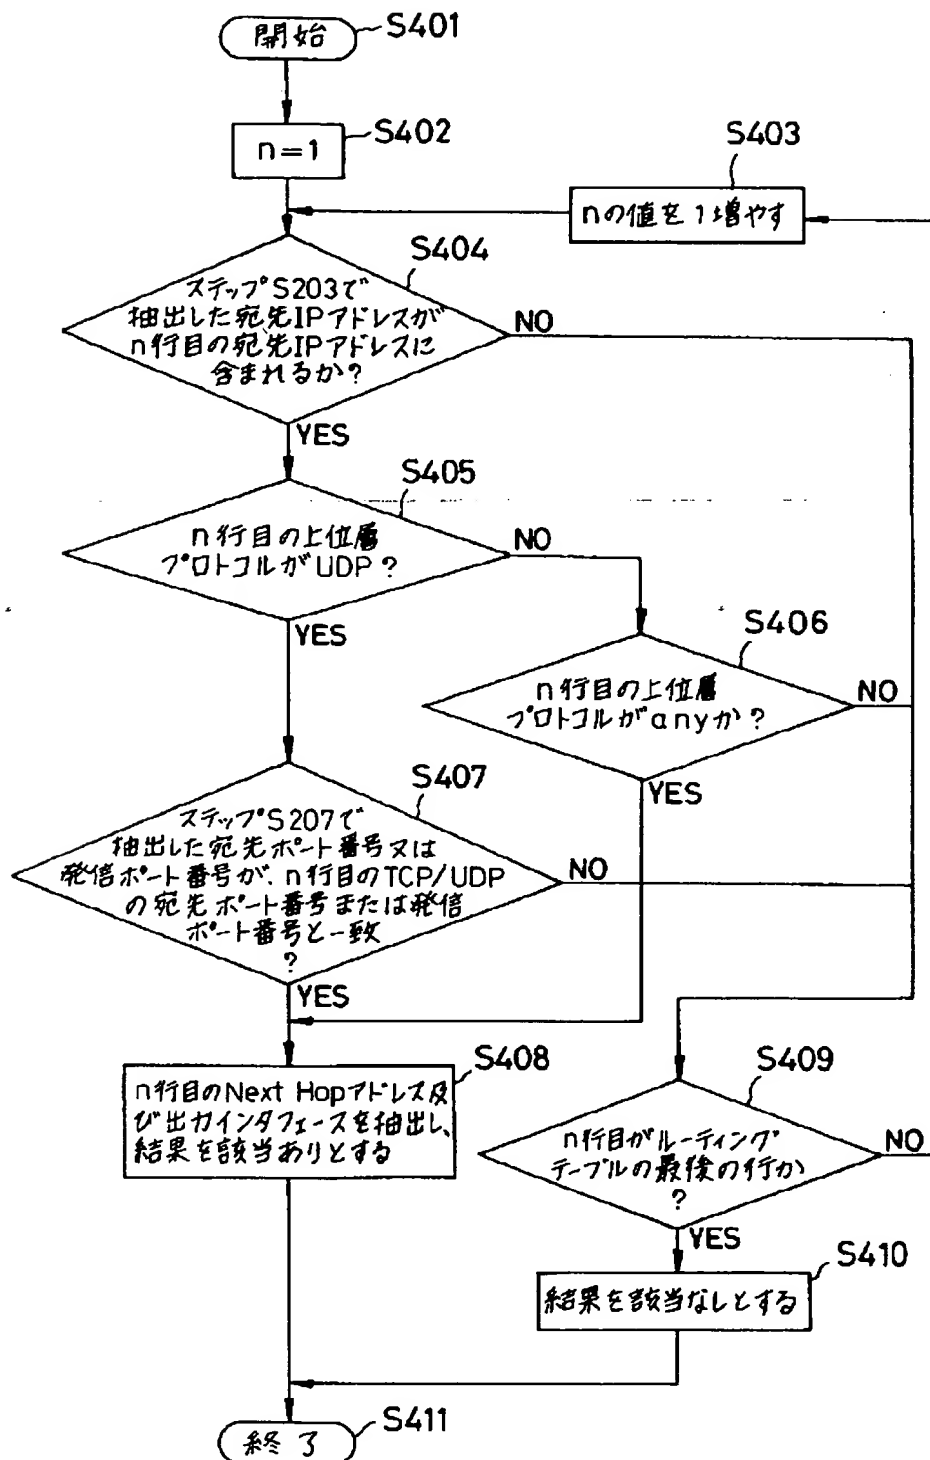 開始
S401
n=1
S402
S403
nの値を1増やす
S404
ステップS203で
抽出した宛先IPアドレスが
n行目の宛先IPアドレスに
含まれるか?
NO
YES
S405
n行目の上位層
プロトコルがUDP?
NO
YES
S406
n行目の上位層
プロトコルがanyか?
NO
YES
S407
ステップS207で
抽出した宛先ポート番号又は
発信ポート番号が、n行目のTCP/UDP
の宛先ポート番号または発信
ポート番号と一致
?
NO
YES
S408
n行目のNext Hopアドレス及
び出力インタフェースを抽出し、
結果を該当ありとする
S409
n行目がルーティング
テーブルの最後の行か
?
NO
YES
S410
結果を該当なしとする
S411
終了